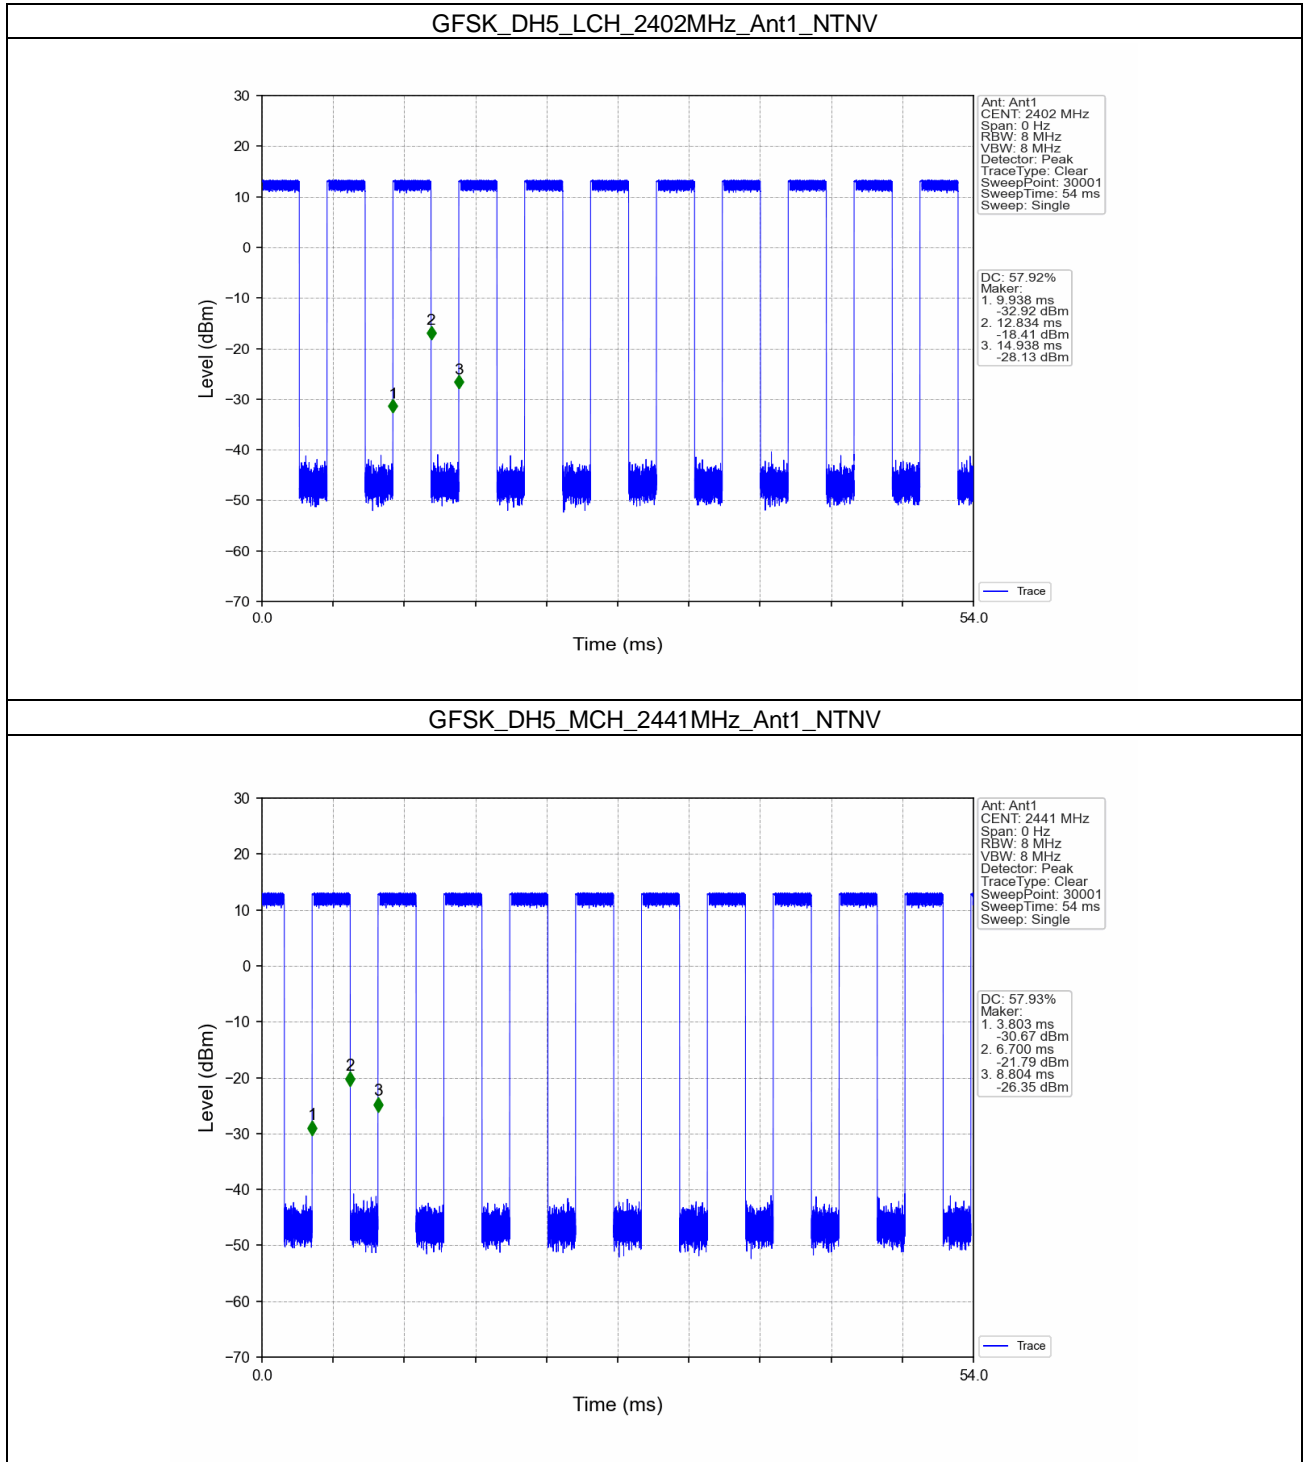 GFSK_DH5_LCH_2402MHz_Ant1_NTNV
30
20
10
0
−10
−20
−30
−40
−50
−60
−70
Level (dBm)
1
2
3
0.0
54.0
Time (ms)
Ant: Ant1
CENT: 2402 MHz
Span: 0 Hz
RBW: 8 MHz
VBW: 8 MHz
Detector: Peak
TraceType: Clear
SweepPoint: 30001
SweepTime: 54 ms
Sweep: Single
DC: 57.92%
Maker:
1. 9.938 ms
-32.92 dBm
2. 12.834 ms
-18.41 dBm
3. 14.938 ms
-28.13 dBm
Trace
GFSK_DH5_MCH_2441MHz_Ant1_NTNV
30
20
10
0
−10
−20
−30
−40
−50
−60
−70
Level (dBm)
1
2
3
0.0
54.0
Time (ms)
Ant: Ant1
CENT: 2441 MHz
Span: 0 Hz
RBW: 8 MHz
VBW: 8 MHz
Detector: Peak
TraceType: Clear
SweepPoint: 30001
SweepTime: 54 ms
Sweep: Single
DC: 57.93%
Maker:
1. 3.803 ms
-30.67 dBm
2. 6.700 ms
-21.79 dBm
3. 8.804 ms
-26.35 dBm
Trace